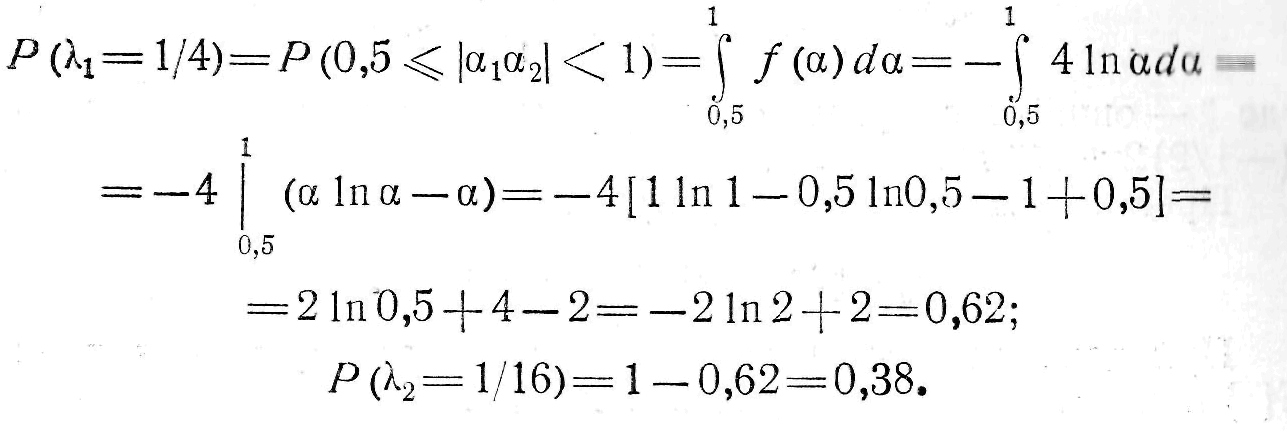 P (λ₁ = 1/4) = P (0,5 ⩽ |α₁α₂| < 1) = ∫₀,₅¹ f (α) dα = − ∫₀,₅¹ 4 ln αdα =
= −4 |₀,₅¹ (α ln α − α) = −4 [1 ln 1 − 0,5 ln0,5 − 1 + 0,5] =
= 2 ln 0,5 + 4 − 2 = −2 ln 2 + 2 = 0,62;
P (λ₂ = 1/16) = 1 − 0,62 = 0,38.